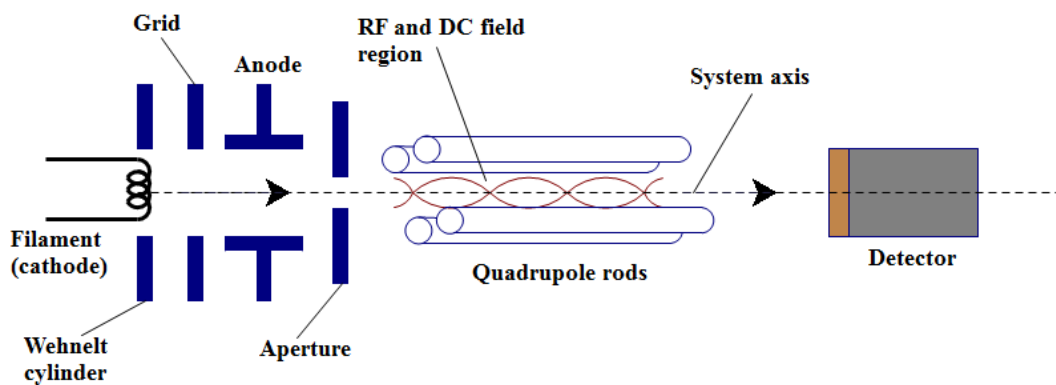 Grid
RF and DC field
region
Anode
System axis
Filament
(cathode)
Quadrupole rods
Detector
Wehnelt
cylinder
Aperture